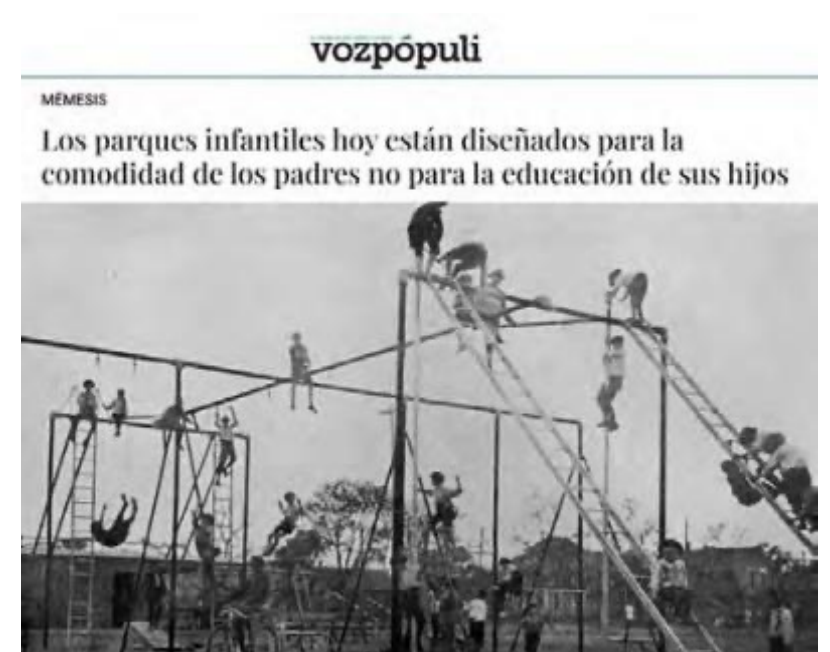 vozpópuli
MÉMESIS
Los parques infantiles hoy están diseñados para la
comodidad de los padres no para la educación de sus hijos